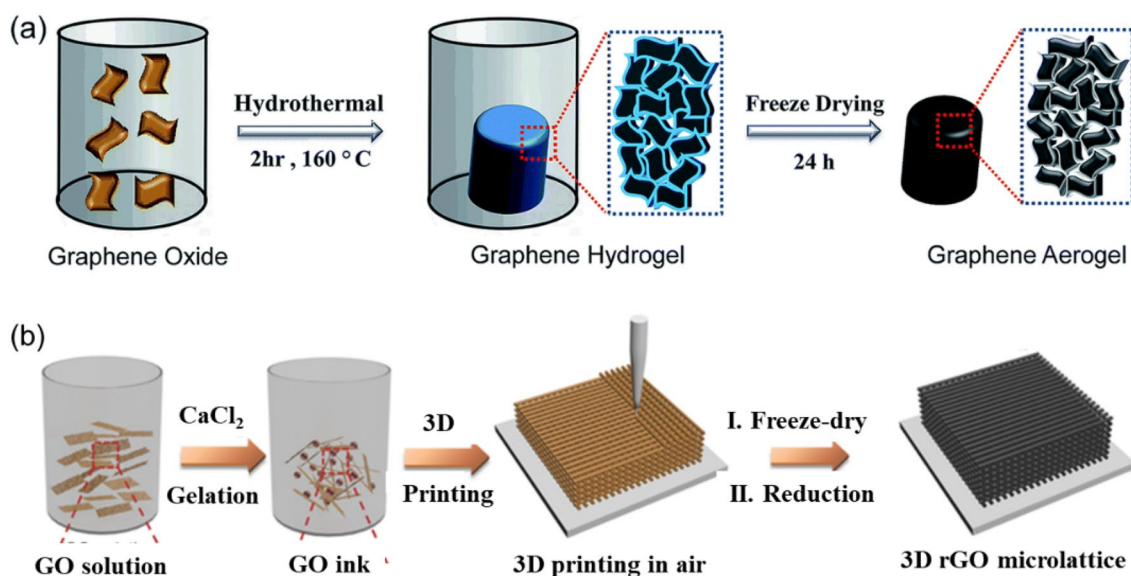 (a)
Hydrothermal
2hr , 160 ° C
Freeze Drying
24 h
Graphene Oxide
Graphene Hydrogel
Graphene Aerogel
(b)
CaCl₂
Gelation
3D
Printing
I. Freeze-dry
II. Reduction
GO solution
GO ink
3D printing in air
3D rGO microlattice